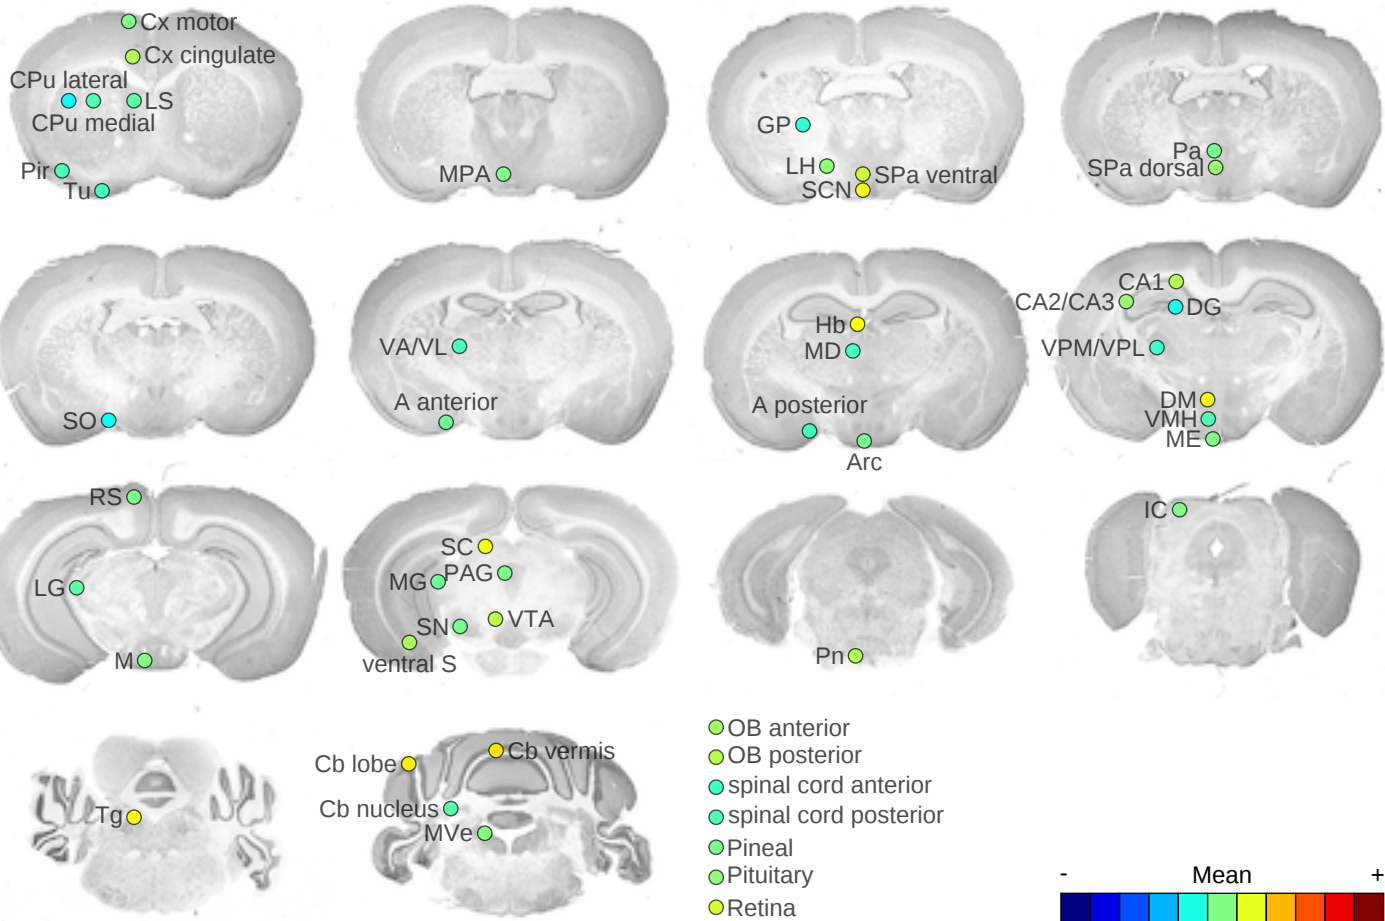 Cx motor
Cx cingulate
CPu lateral
LS
CPu medial
Pir
Tu
MPA
GP
LH
SPa ventral
SCN
Pa
SPa dorsal
SO
VA/VL
A anterior
Hb
MD
A posterior
Arc
CA1
CA2/CA3
DG
VPM/VPL
DM
VMH
ME
RS
LG
M
SC
MG
PAG
SN
VTA
ventral S
Pn
IC
Tg
Cb lobe
Cb vermis
Cb nucleus
MVe
OB anterior
OB posterior
spinal cord anterior
spinal cord posterior
Pineal
Pituitary
Retina
- Mean +